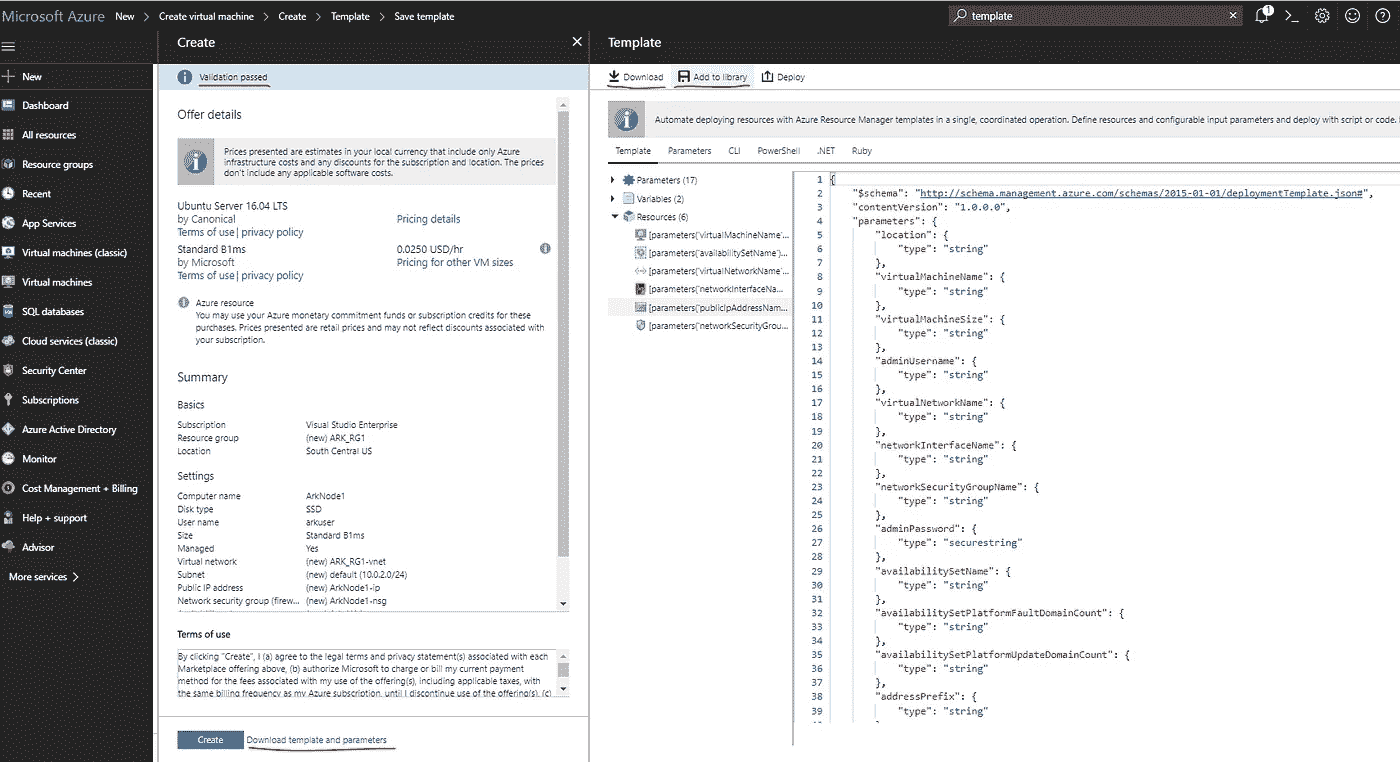 Microsoft Azure New > Create virtual machine > Create > Template > Save template
template
1
New
Dashboard
All resources
Resource groups
Recent
App Services
Virtual machines (classic)
Virtual machines
SQL databases
Cloud services (classic)
Security Center
Subscriptions
Azure Active Directory
Monitor
Cost Management + Billing
Help + support
Advisor
More services >
Create
Validation passed
Offer details
Prices presented are estimates in your local currency that include only Azure
infrastructure costs and any discounts for the subscription and location. The prices
don't include any applicable software costs.
Ubuntu Server 16.04 LTS
by Canonical Pricing details
Terms of use | privacy policy
Standard B1ms 0.0250 USD/hr
by Microsoft Pricing for other VM sizes
Terms of use | privacy policy
Azure resource
You may use your Azure monetary commitment funds or subscription credits for these
purchases. Prices presented are retail prices and may not reflect discounts associated with
your subscription.
Summary
Basics
Subscription Visual Studio Enterprise
Resource group (new) ARK_RG1
Location South Central US
Settings
Computer name ArkNode1
Disk type SSD
User name arkuser
Size Standard B1ms
Managed Yes
Virtual network (new) ARK_RG1-vnet
Subnet (new) default (10.0.2.0/24)
Public IP address (new) ArkNode1-ip
Network security group (firew... (new) ArkNode1-nsg
Terms of use
By clicking "Create", I (a) agree to the legal terms and privacy statement(s) associated with each
Marketplace offering above, (b) authorize Microsoft to charge or bill my current payment
method for the fees associated with my use of the offering(s), including applicable taxes, with
the same billing frequency as my Azure subscription, until I discontinue use of the offering(s), (c)
Create Download template and parameters
Template
Download Add to library Deploy
Automate deploying resources with Azure Resource Manager templates in a single, coordinated operation. Define resources and configurable input parameters and deploy with script or code.
Template Parameters CLI PowerShell .NET Ruby
Parameters (17)
Variables (2)
Resources (6)
[parameters('virtualMachineName'...
[parameters('availabilitySetName')...
[parameters('virtualNetworkName'...
[parameters('networkInterfaceNa...
[parameters('publicIpAddressNam...
[parameters('networkSecurityGrou...
1 {
2 "$schema": "http://schema.management.azure.com/schemas/2015-01-01/deploymentTemplate.json#",
3 "contentVersion": "1.0.0.0",
4 "parameters": {
5 "location": {
6 "type": "string"
7 },
8 "virtualMachineName": {
9 "type": "string"
10 },
11 "virtualMachineSize": {
12 "type": "string"
13 },
14 "adminUsername": {
15 "type": "string"
16 },
17 "virtualNetworkName": {
18 "type": "string"
19 },
20 "networkInterfaceName": {
21 "type": "string"
22 },
23 "networkSecurityGroupName": {
24 "type": "string"
25 },
26 "adminPassword": {
27 "type": "securestring"
28 },
29 "availabilitySetName": {
30 "type": "string"
31 },
32 "availabilitySetPlatformFaultDomainCount": {
33 "type": "string"
34 },
35 "availabilitySetPlatformUpdateDomainCount": {
36 "type": "string"
37 },
38 "addressPrefix": {
39 "type": "string"